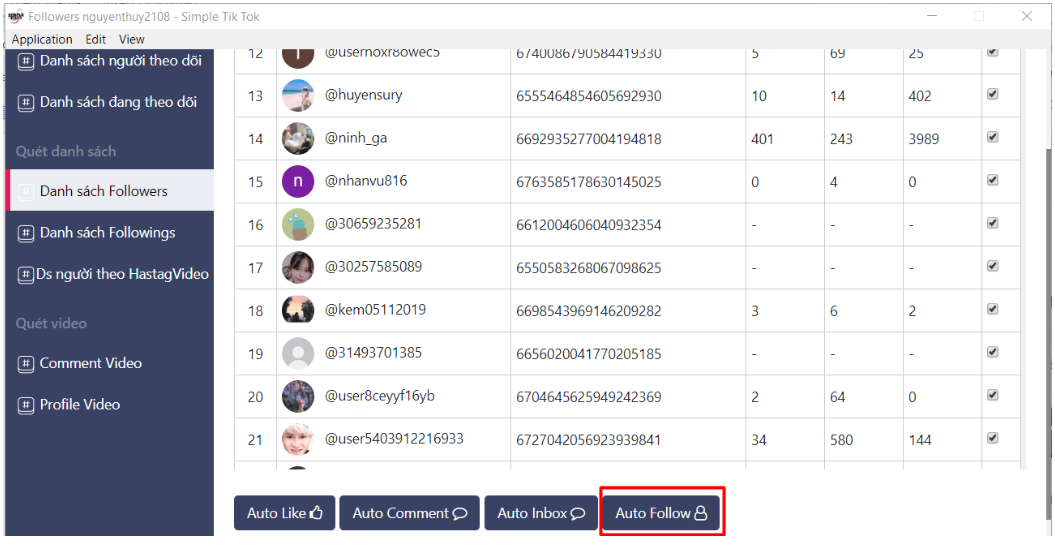 Followers nguyenthuy2108 - Simple Tik Tok
Application Edit View
Danh sách người theo dõi
Danh sách đang theo dõi
Quét danh sách
Danh sách Followers
Danh sách Followings
Ds người theo HastagVideo
Quét video
Comment Video
Profile Video
12 @usernoxr8owec5 6740086790584419330 5 69 25
13 @huyensury 6555464854605692930 10 14 402
14 @ninh_ga 6692935277004194818 401 243 3989
15 n @nhanvu816 6763585178630145025 0 4 0
16 @30659235281 6612004606040932354 - - -
17 @30257585089 6550583268067098625 - - -
18 @kem05112019 6698543969146209282 3 6 2
19 @31493701385 6656020041770205185 - - -
20 @user8ceyyf16yb 6704645625949242369 2 64 0
21 @user5403912216933 6727042056923939841 34 580 144
Auto Like Auto Comment Auto Inbox Auto Follow